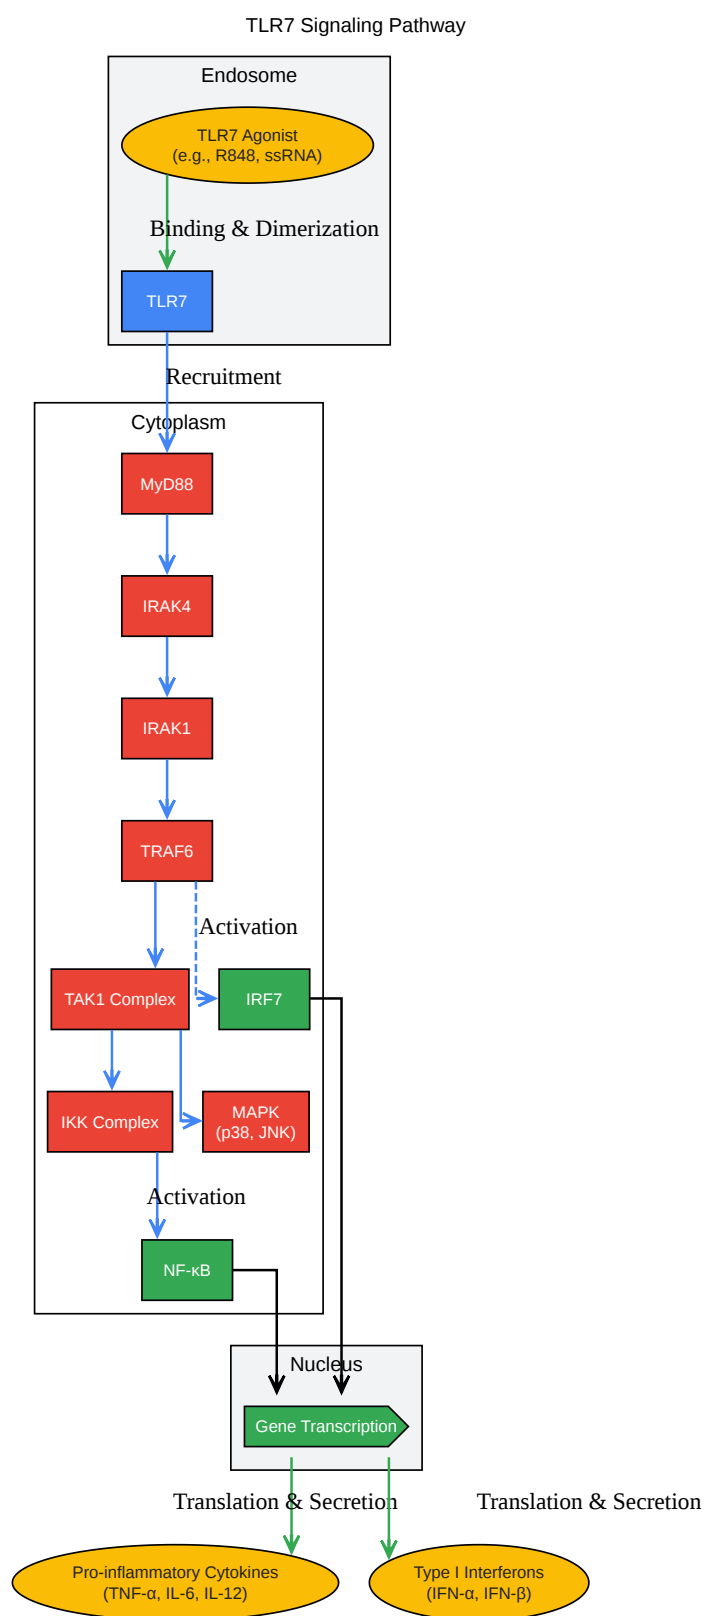 TLR7 Signaling Pathway
Endosome
TLR7 Agonist
(e.g., R848, ssRNA)
Binding & Dimerization
TLR7
Recruitment
Cytoplasm
MyD88
IRAK4
IRAK1
TRAF6
Activation
TAK1 Complex
IRF7
IKK Complex
MAPK
(p38, JNK)
Activation
NF-κB
Nucleus
Gene Transcription
Translation & Secretion
Translation & Secretion
Pro-inflammatory Cytokines
(TNF-α, IL-6, IL-12)
Type I Interferons
(IFN-α, IFN-β)